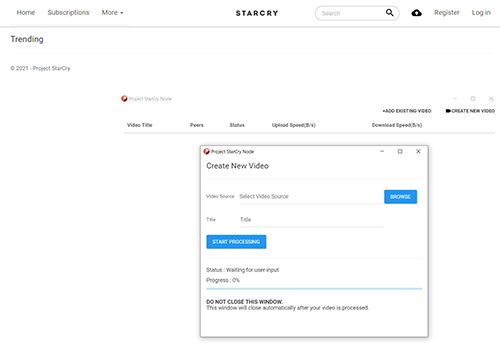 Home Subscriptions More STARCRY Search Register Log in
Trending
© 2021 - Project StarCry
Project StarCry Node
+ADD EXISTING VIDEO CREATE NEW VIDEO
Video Title Peers Status Upload Speed(B/s) Download Speed(B/s)
Project StarCry Node
Create New Video
Video Source Select Video Source BROWSE
Title Title
START PROCESSING
Status : Waiting for user input
Progress : 0%
DO NOT CLOSE THIS WINDOW.
This window will close automatically after your video is processed.